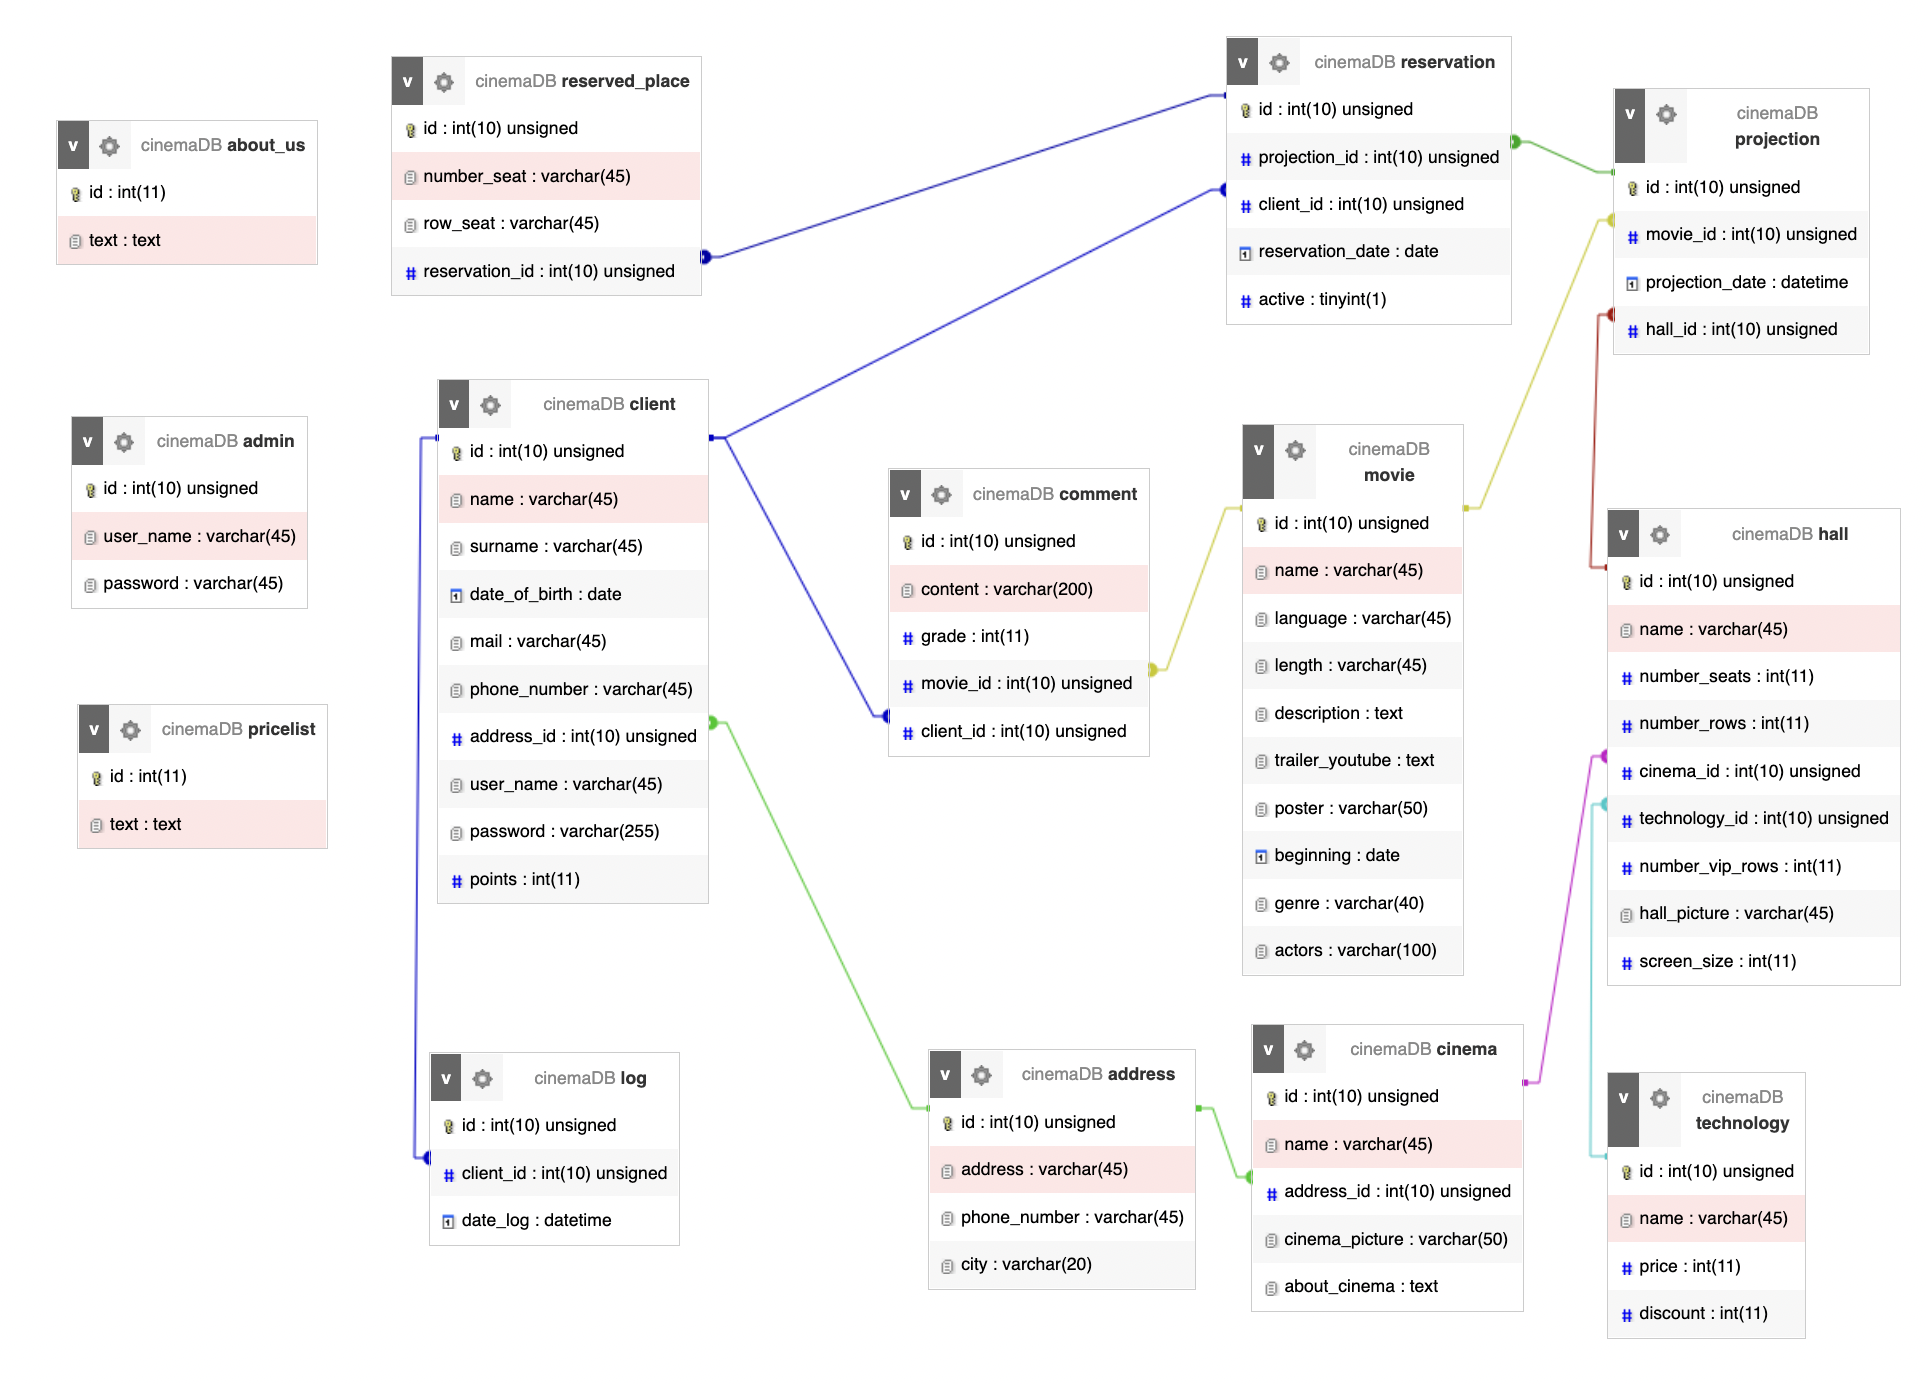 v cinemaDB about_us
id : int(11)
text : text
v cinemaDB reserved_place
id : int(10) unsigned
number_seat : varchar(45)
row_seat : varchar(45)
# reservation_id : int(10) unsigned
v cinemaDB reservation
id : int(10) unsigned
# projection_id : int(10) unsigned
# client_id : int(10) unsigned
reservation_date : date
# active : tinyint(1)
v cinemaDB
projection
id : int(10) unsigned
# movie_id : int(10) unsigned
projection_date : datetime
# hall_id : int(10) unsigned
v cinemaDB admin
id : int(10) unsigned
user_name : varchar(45)
password : varchar(45)
v cinemaDB client
id : int(10) unsigned
name : varchar(45)
surname : varchar(45)
date_of_birth : date
mail : varchar(45)
phone_number : varchar(45)
# address_id : int(10) unsigned
user_name : varchar(45)
password : varchar(255)
# points : int(11)
v cinemaDB comment
id : int(10) unsigned
content : varchar(200)
# grade : int(11)
# movie_id : int(10) unsigned
# client_id : int(10) unsigned
v cinemaDB
movie
id : int(10) unsigned
name : varchar(45)
language : varchar(45)
length : varchar(45)
description : text
trailer_youtube : text
poster : varchar(50)
beginning : date
genre : varchar(40)
actors : varchar(100)
v cinemaDB hall
id : int(10) unsigned
name : varchar(45)
# number_seats : int(11)
# number_rows : int(11)
# cinema_id : int(10) unsigned
# technology_id : int(10) unsigned
# number_vip_rows : int(11)
hall_picture : varchar(45)
# screen_size : int(11)
v cinemaDB pricelist
id : int(11)
text : text
v cinemaDB log
id : int(10) unsigned
# client_id : int(10) unsigned
date_log : datetime
v cinemaDB address
id : int(10) unsigned
address : varchar(45)
phone_number : varchar(45)
city : varchar(20)
v cinemaDB cinema
id : int(10) unsigned
name : varchar(45)
# address_id : int(10) unsigned
cinema_picture : varchar(50)
about_cinema : text
v cinemaDB
technology
id : int(10) unsigned
name : varchar(45)
# price : int(11)
# discount : int(11)